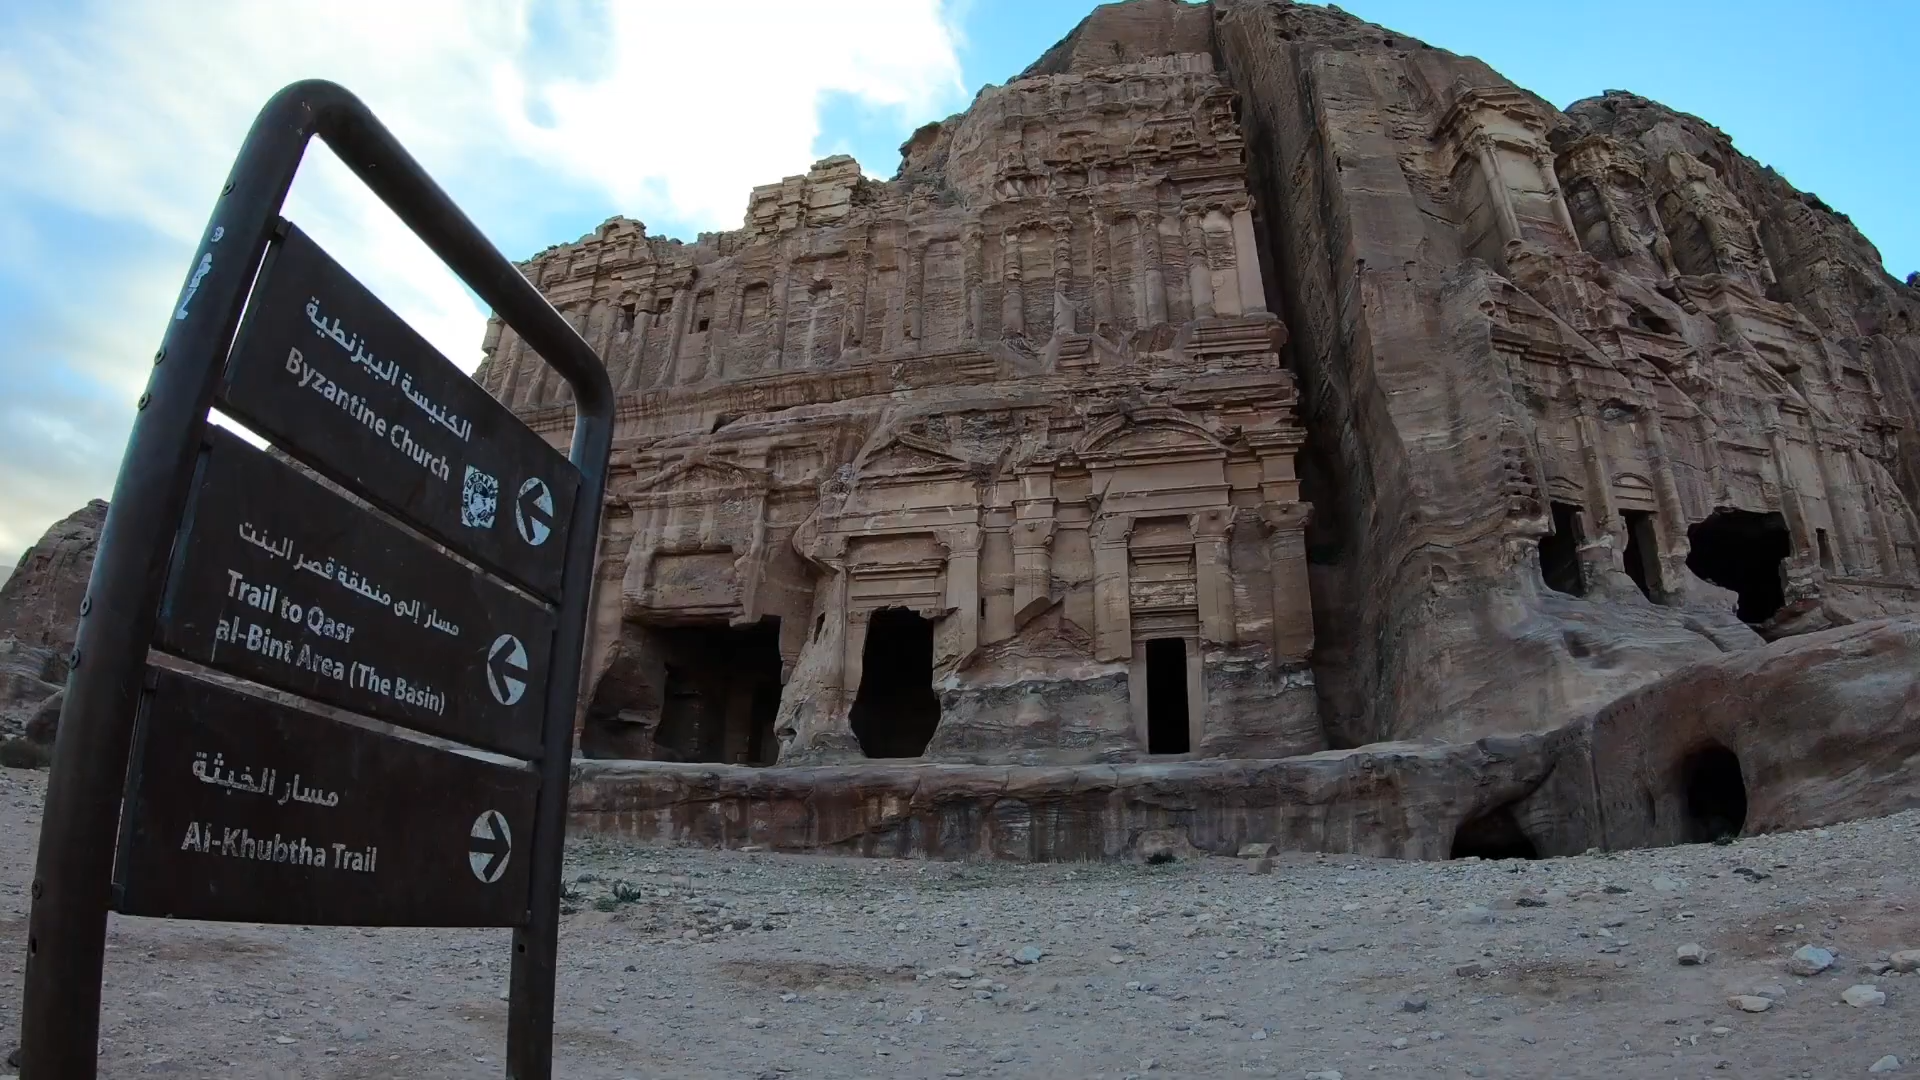 الكنيسة البيزنطية
Byzantine Church
مسار إلى منطقة قصر البنت
Trail to Qasr
al-Bint Area (The Basin)
مسار الخبثة
Al-Khubtha Trail